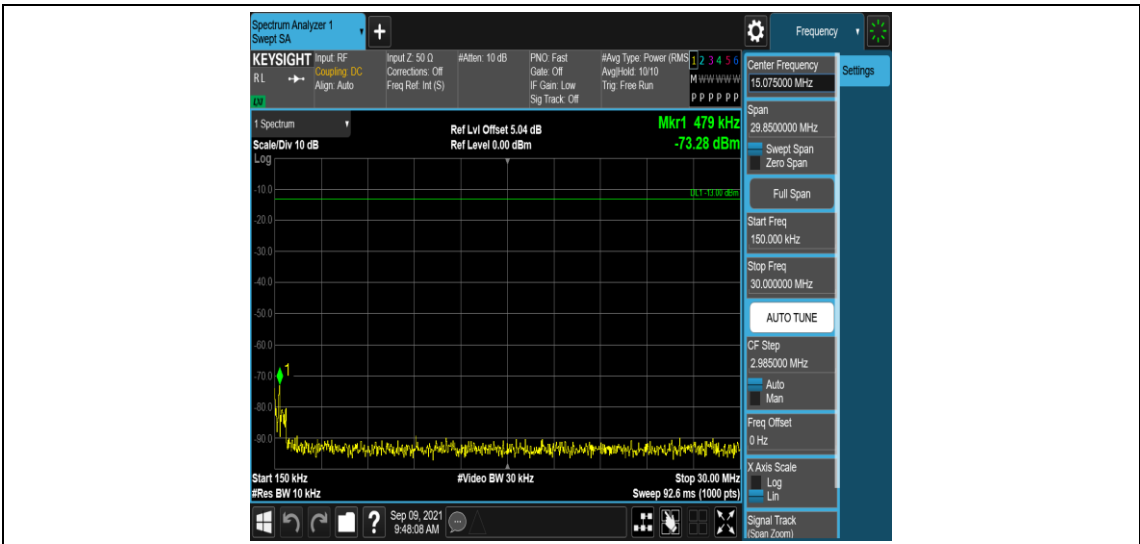 Spectrum Analyzer 1
Swept SA
+
Frequency
KEYSIGHT
RL
LNI
Input: RF
Coupling: DC
Align: Auto
Input Z: 50 Ω
Corrections: Off
Freq Ref: Int (S)
#Atten: 10 dB
PNO: Fast
Gate: Off
IF Gain: Low
Sig Track: Off
#Avg Type: Power (RMS
Avg|Hold: 10/10
Trig: Free Run
1 2 3 4 5 6
M W W W W W
P P P P P P
1 Spectrum
Scale/Div 10 dB
Ref Lvl Offset 5.04 dB
Ref Level 0.00 dBm
Mkr1 479 kHz
-73.28 dBm
Log
-10.0
DL1 -13.00 dBm
-20.0
-30.0
-40.0
-50.0
-60.0
-70.0
1
-80.0
-90.0
Start 150 kHz
#Video BW 30 kHz
Stop 30.00 MHz
#Res BW 10 kHz
Sweep 92.6 ms (1000 pts)
?
Sep 09, 2021
9:48:08 AM
Center Frequency
15.075000 MHz
Settings
Span
29.8500000 MHz
Swept Span
Zero Span
Full Span
Start Freq
150.000 kHz
Stop Freq
30.000000 MHz
AUTO TUNE
CF Step
2.985000 MHz
Auto
Man
Freq Offset
0 Hz
X Axis Scale
Log
Lin
Signal Track
(Span Zoom)